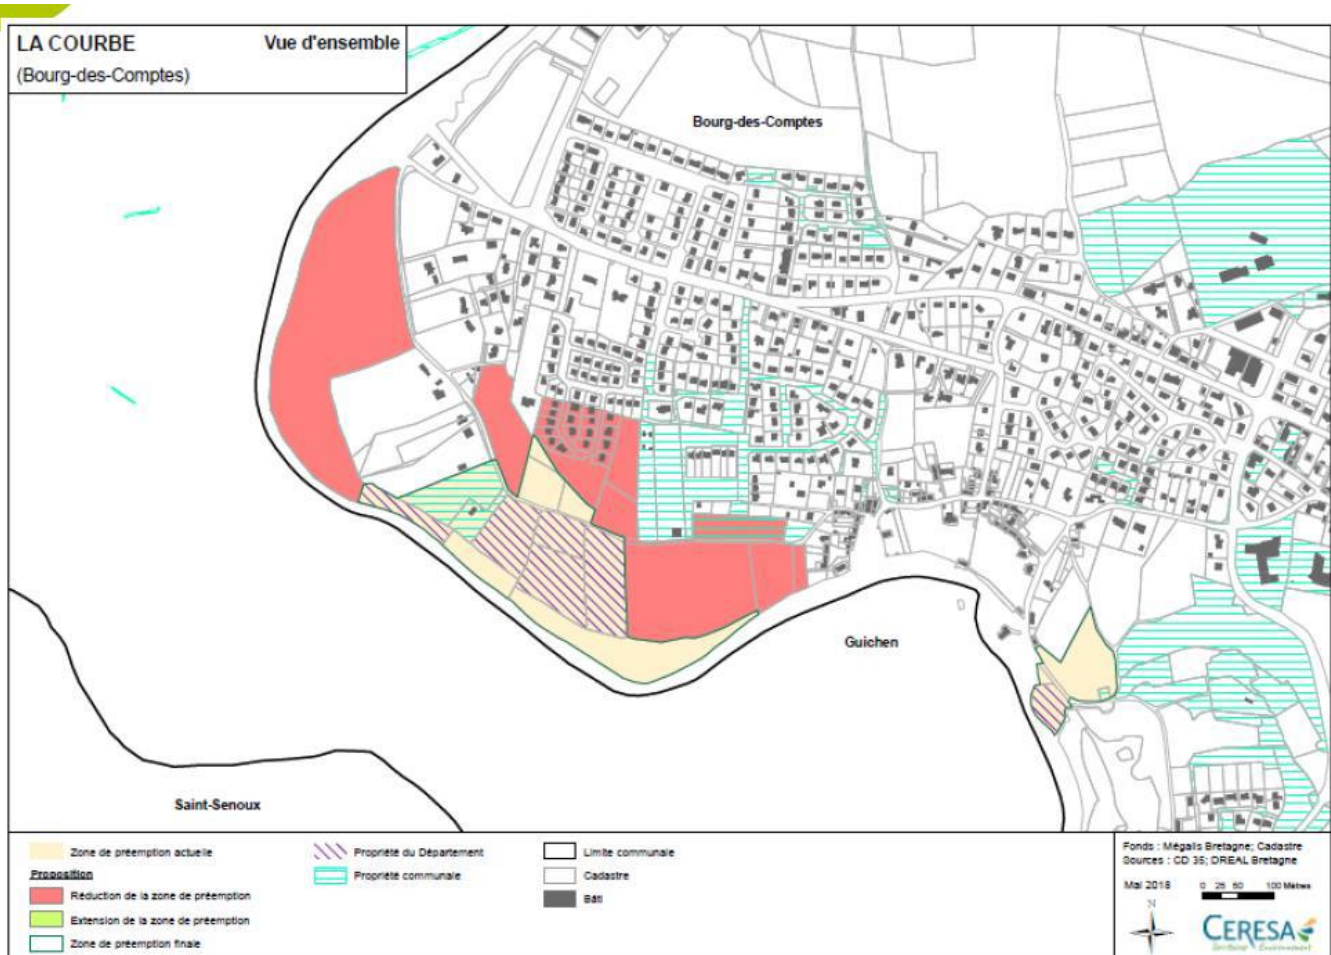 LA COURBE Vue d'ensemble
(Bourg-des-Comptes)
Bourg-des-Comptes
Guichen
Saint-Senoux
Zone de préemption actuelle
Proposition
Réduction de la zone de préemption
Extension de la zone de préemption
Zone de préemption finale
Propriété du Département
Propriété communale
Limite communale
Cadastre
Bâti
Fonds : Mégalis Bretagne; Cadastre
Sources : CD 35; DREAL Bretagne
Mai 2018
0 25 50 100 Mètres
N
CERESA
Territoires Environnement